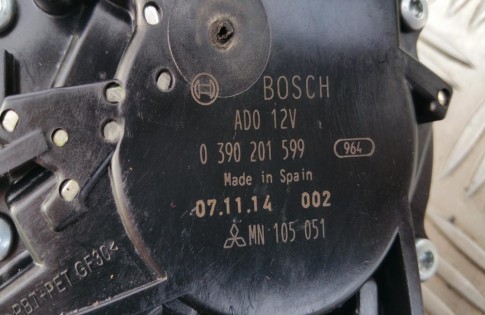 BOSCH
ADO 12V
0 390 201 599 964
Made in Spain
07.11.14 002
MN 105 051
PBT-PET GF30<